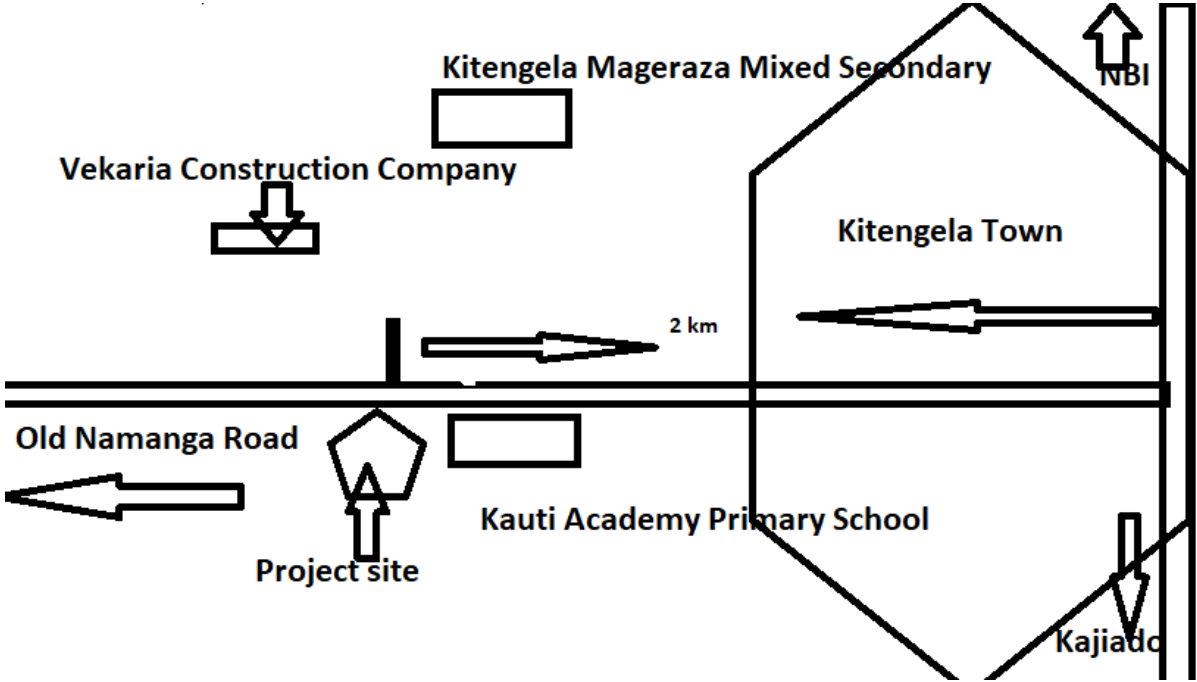 Kitengela Mageraza Mixed Secondary
NBI
Vekaria Construction Company
Kitengela Town
2 km
Old Namanga Road
Kauti Academy Primary School
Project site
Kajiado